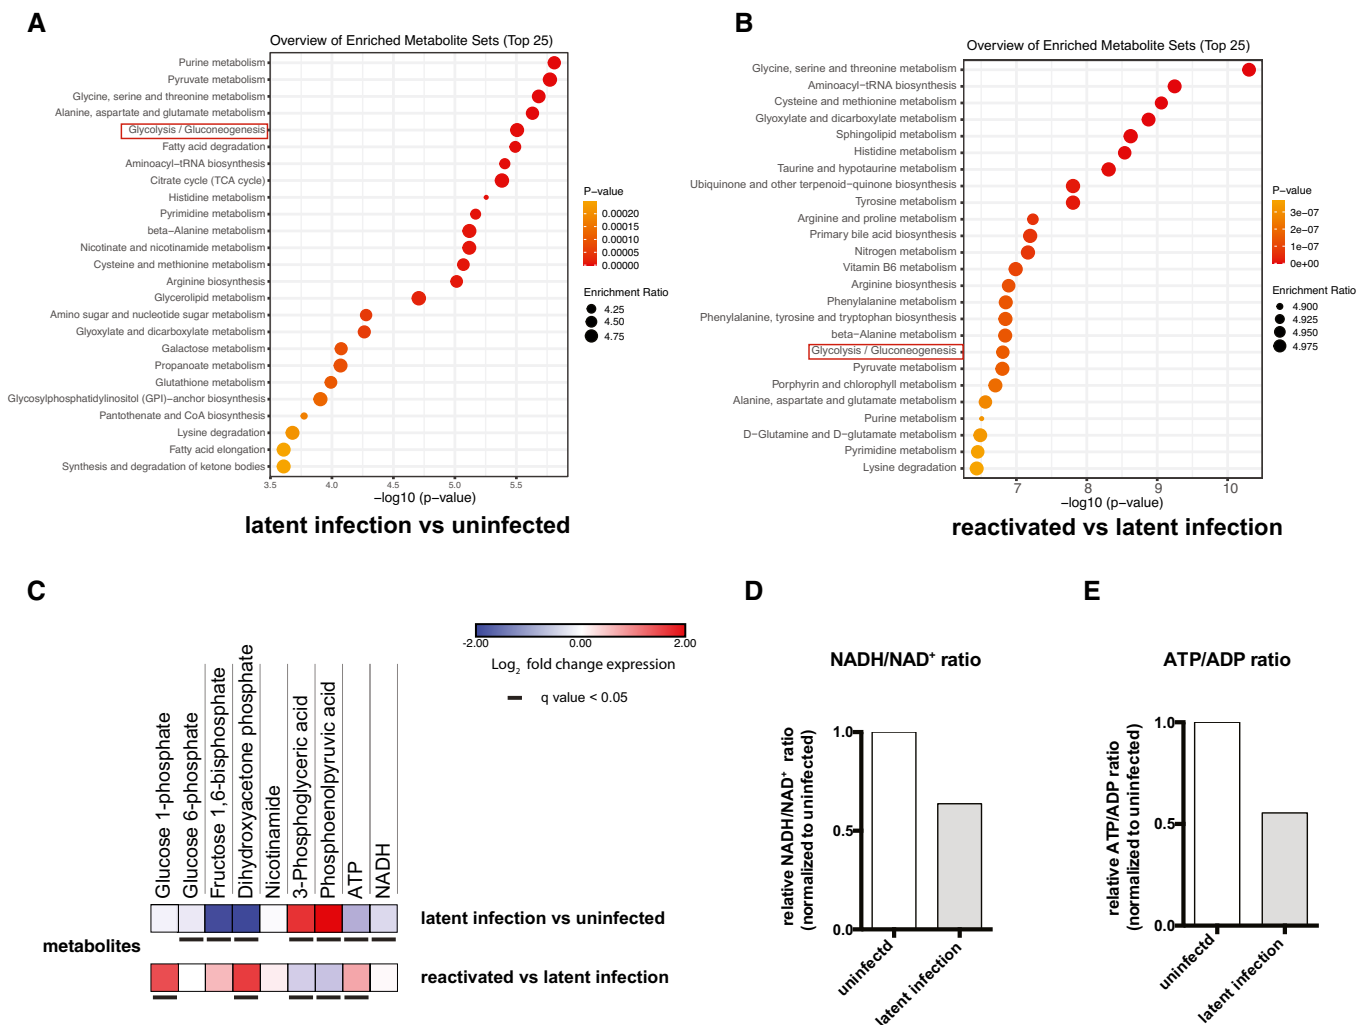 A
Overview of Enriched Metabolite Sets (Top 25)
Purine metabolism
Pyruvate metabolism
Glycine, serine and threonine metabolism
Alanine, aspartate and glutamate metabolism
Glycolysis / Gluconeogenesis
Fatty acid degradation
Aminoacyl−tRNA biosynthesis
Citrate cycle (TCA cycle)
Histidine metabolism
Pyrimidine metabolism
beta−Alanine metabolism
Nicotinate and nicotinamide metabolism
Cysteine and methionine metabolism
Arginine biosynthesis
Glycerolipid metabolism
Amino sugar and nucleotide sugar metabolism
Glyoxylate and dicarboxylate metabolism
Galactose metabolism
Propanoate metabolism
Glutathione metabolism
Glycosylphosphatidylinositol (GPI)−anchor biosynthesis
Pantothenate and CoA biosynthesis
Lysine degradation
Fatty acid elongation
Synthesis and degradation of ketone bodies
3.5 4.0 4.5 5.0 5.5
−log10 (p−value)
P−value
0.00020
0.00015
0.00010
0.00005
0.00000
Enrichment Ratio
4.25
4.50
4.75
latent infection vs uninfected
B
Overview of Enriched Metabolite Sets (Top 25)
Glycine, serine and threonine metabolism
Aminoacyl−tRNA biosynthesis
Cysteine and methionine metabolism
Glyoxylate and dicarboxylate metabolism
Sphingolipid metabolism
Histidine metabolism
Taurine and hypotaurine metabolism
Ubiquinone and other terpenoid−quinone biosynthesis
Tyrosine metabolism
Arginine and proline metabolism
Primary bile acid biosynthesis
Nitrogen metabolism
Vitamin B6 metabolism
Arginine biosynthesis
Phenylalanine metabolism
Phenylalanine, tyrosine and tryptophan biosynthesis
beta−Alanine metabolism
Glycolysis / Gluconeogenesis
Pyruvate metabolism
Porphyrin and chlorophyll metabolism
Alanine, aspartate and glutamate metabolism
Purine metabolism
D−Glutamine and D−glutamate metabolism
Pyrimidine metabolism
Lysine degradation
7 8 9 10
−log10 (p−value)
P−value
3e−07
2e−07
1e−07
0e+00
Enrichment Ratio
4.900
4.925
4.950
4.975
reactivated vs latent infection
C
-2.00 0.00 2.00
Log2 fold change expression
q value < 0.05
Glucose 1-phosphate
Glucose 6-phosphate
Fructose 1,6-bisphosphate
Dihydroxyacetone phosphate
Nicotinamide
3-Phosphoglyceric acid
Phosphoenolpyruvic acid
ATP
NADH
latent infection vs uninfected
metabolites
reactivated vs latent infection
D
NADH/NAD+ ratio
relative NADH/NAD+ ratio
(normalized to uninfected)
1.0
0.5
0.0
uninfectd
latent infection
E
ATP/ADP ratio
relative ATP/ADP ratio
(normalized to uninfected)
1.0
0.5
0.0
uninfectd
latent infection